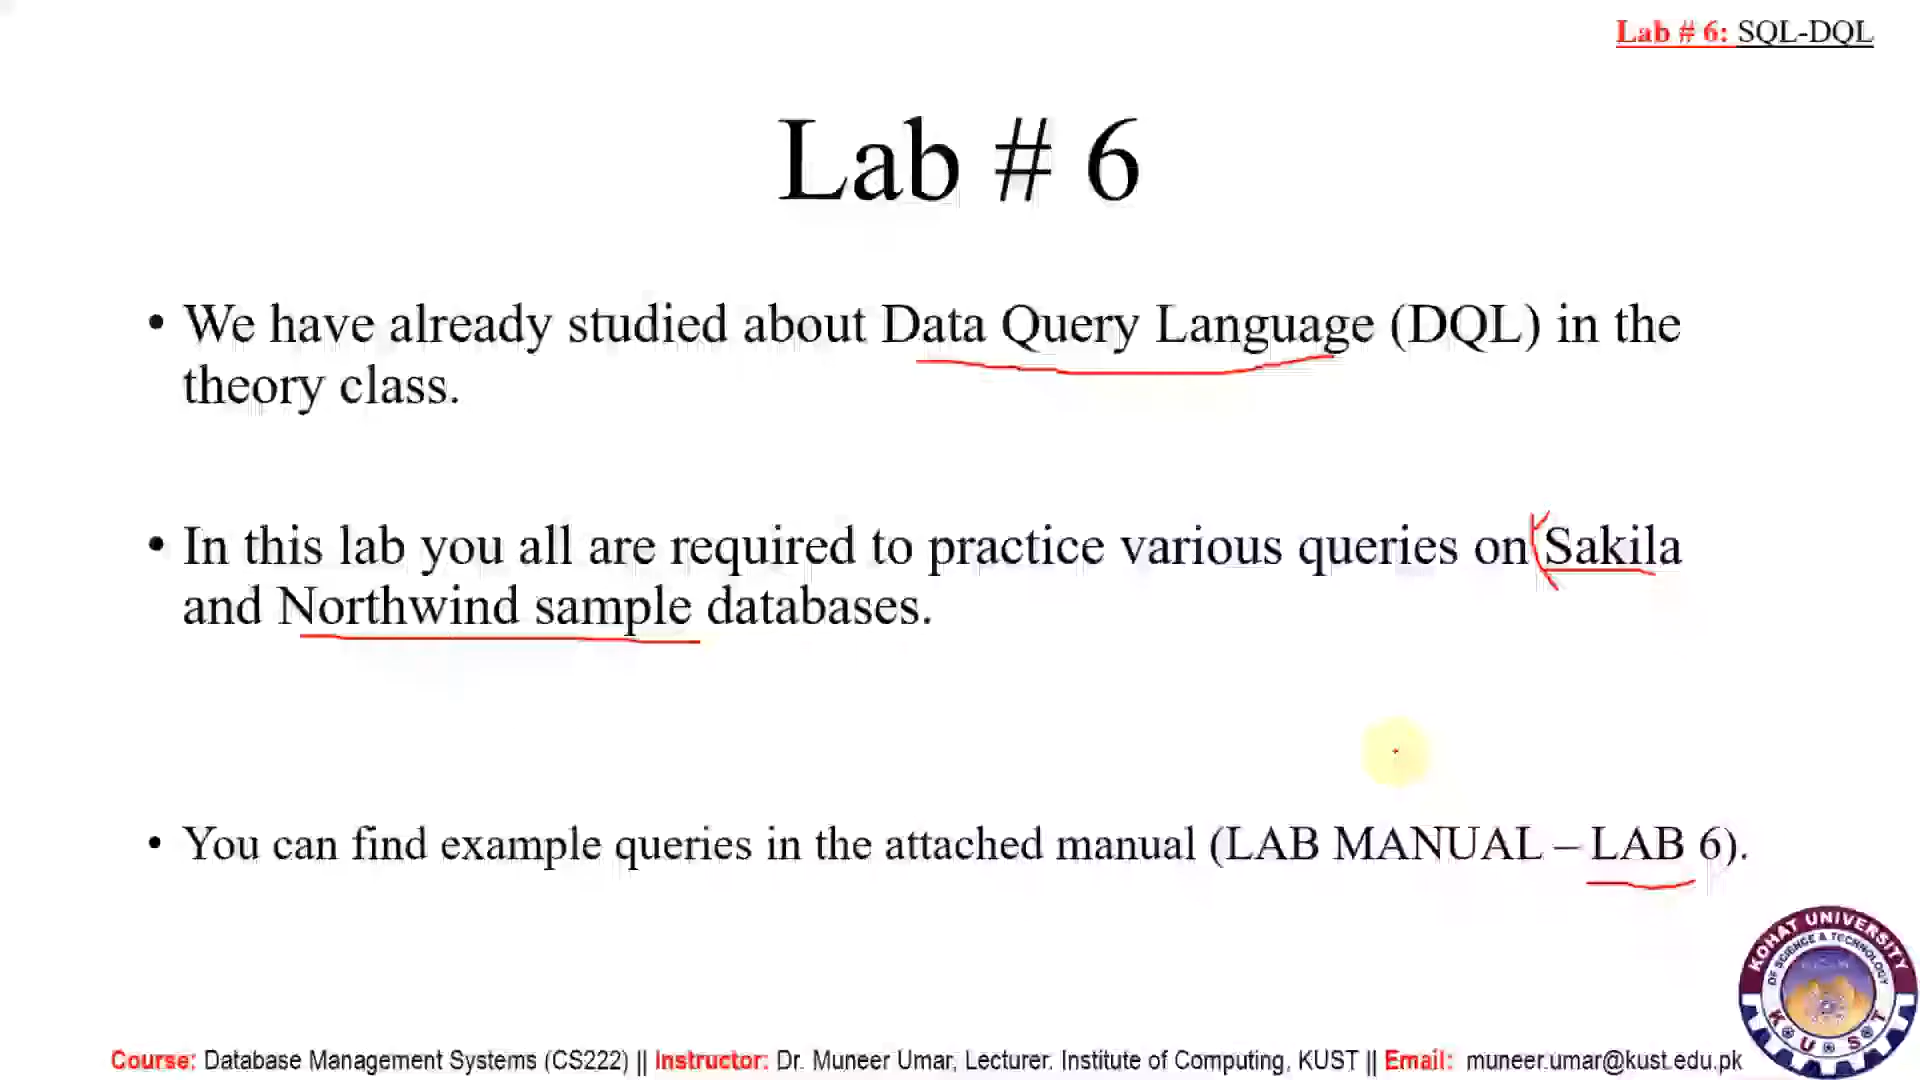 Lab # 6: SQL-DQL
Lab # 6
• We have already studied about Data Query Language (DQL) in the
theory class.
• In this lab you all are required to practice various queries on Sakila
and Northwind sample databases.
• You can find example queries in the attached manual (LAB MANUAL – LAB 6).
KOHAT UNIVERSITY
OF SCIENCE & TECHNOLOGY
K U S T
Course: Database Management Systems (CS222) || Instructor: Dr. Muneer Umar, Lecturer. Institute of Computing, KUST || Email: muneer.umar@kust.edu.pk